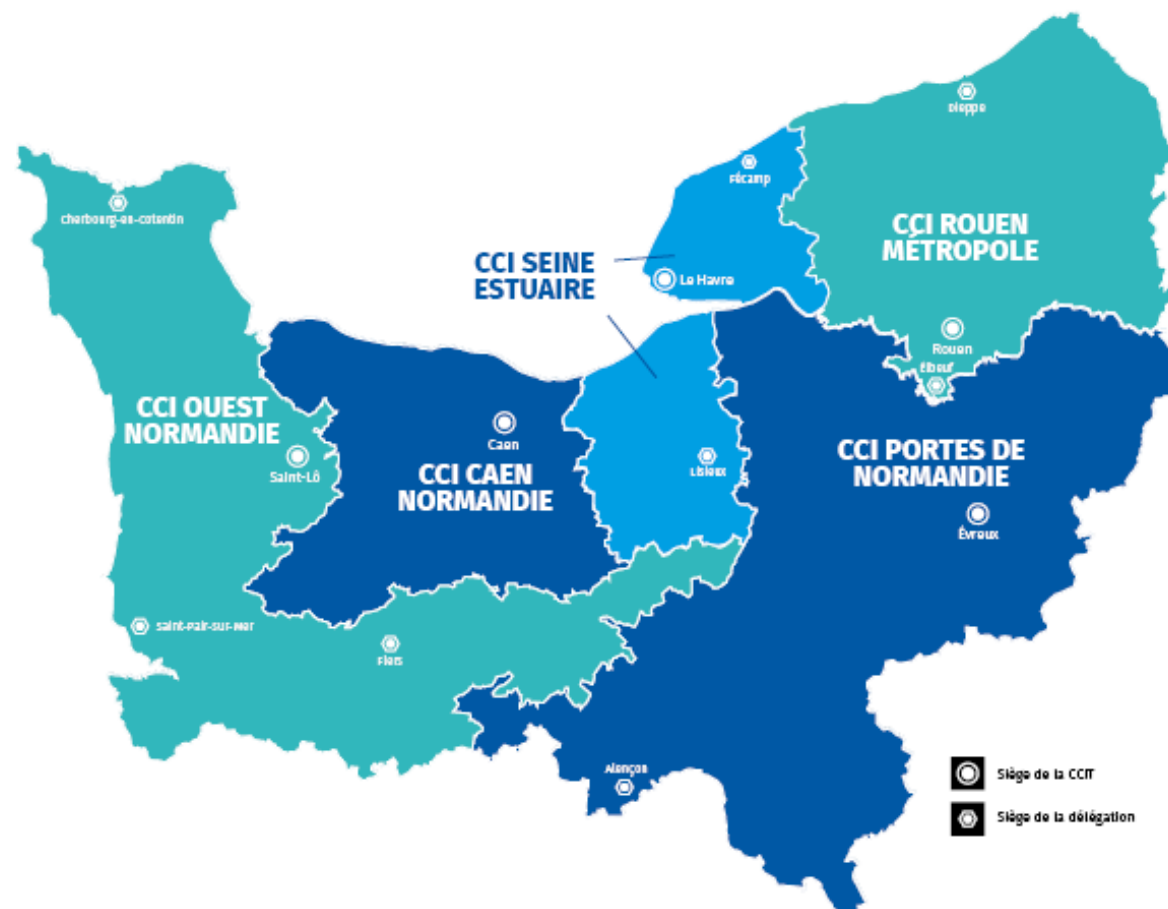 Dieppe
Fécamp
Cherbourg-en-Cotentin
CCI ROUEN
MÉTROPOLE
CCI SEINE
ESTUAIRE
Le Havre
Rouen
Elbeuf
CCI OUEST
NORMANDIE
Saint-Lô
Caen
CCI CAEN
NORMANDIE
Lisieux
CCI PORTES DE
NORMANDIE
Évreux
Saint-Pair-sur-Mer
Flers
Alençon
Siège de la CCIT
Siège de la délégation